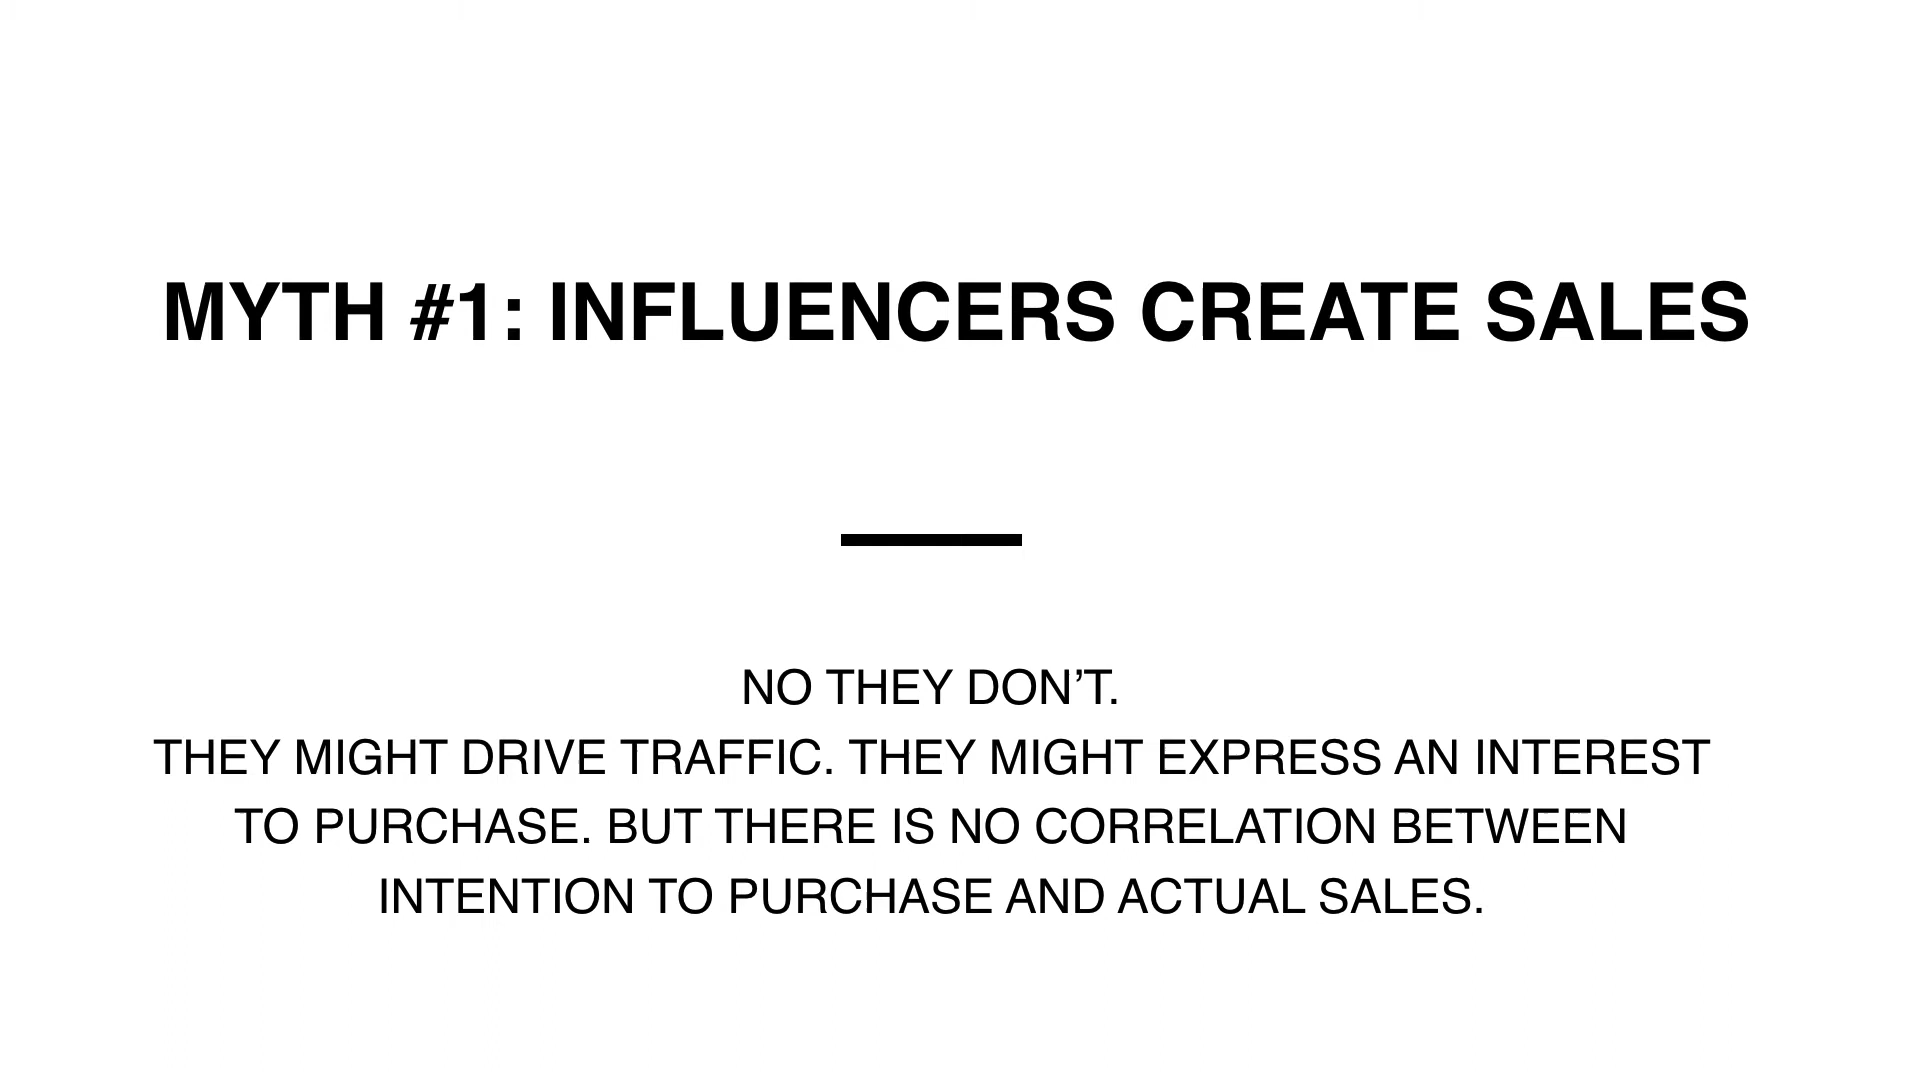 MYTH #1: INFLUENCERS CREATE SALES
NO THEY DON’T.
THEY MIGHT DRIVE TRAFFIC. THEY MIGHT EXPRESS AN INTEREST
TO PURCHASE. BUT THERE IS NO CORRELATION BETWEEN
INTENTION TO PURCHASE AND ACTUAL SALES.